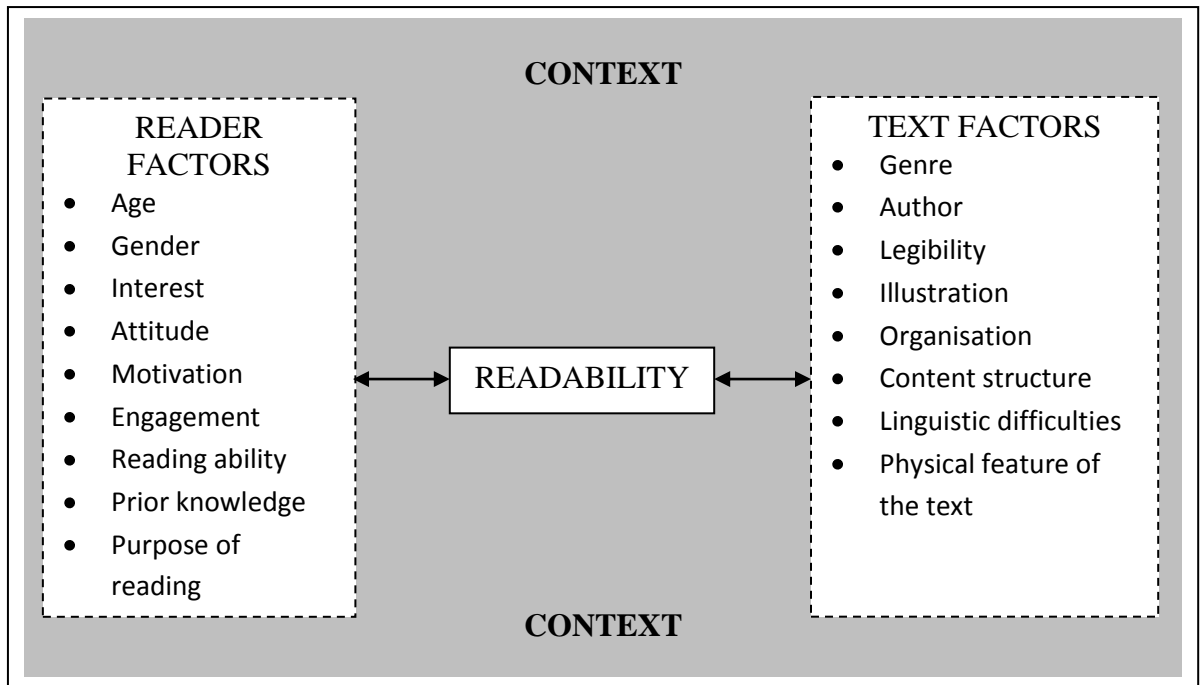 CONTEXT
READER
FACTORS
• Age
• Gender
• Interest
• Attitude
• Motivation
• Engagement
• Reading ability
• Prior knowledge
• Purpose of
reading
READABILITY
TEXT FACTORS
• Genre
• Author
• Legibility
• Illustration
• Organisation
• Content structure
• Linguistic difficulties
• Physical feature of
the text
CONTEXT